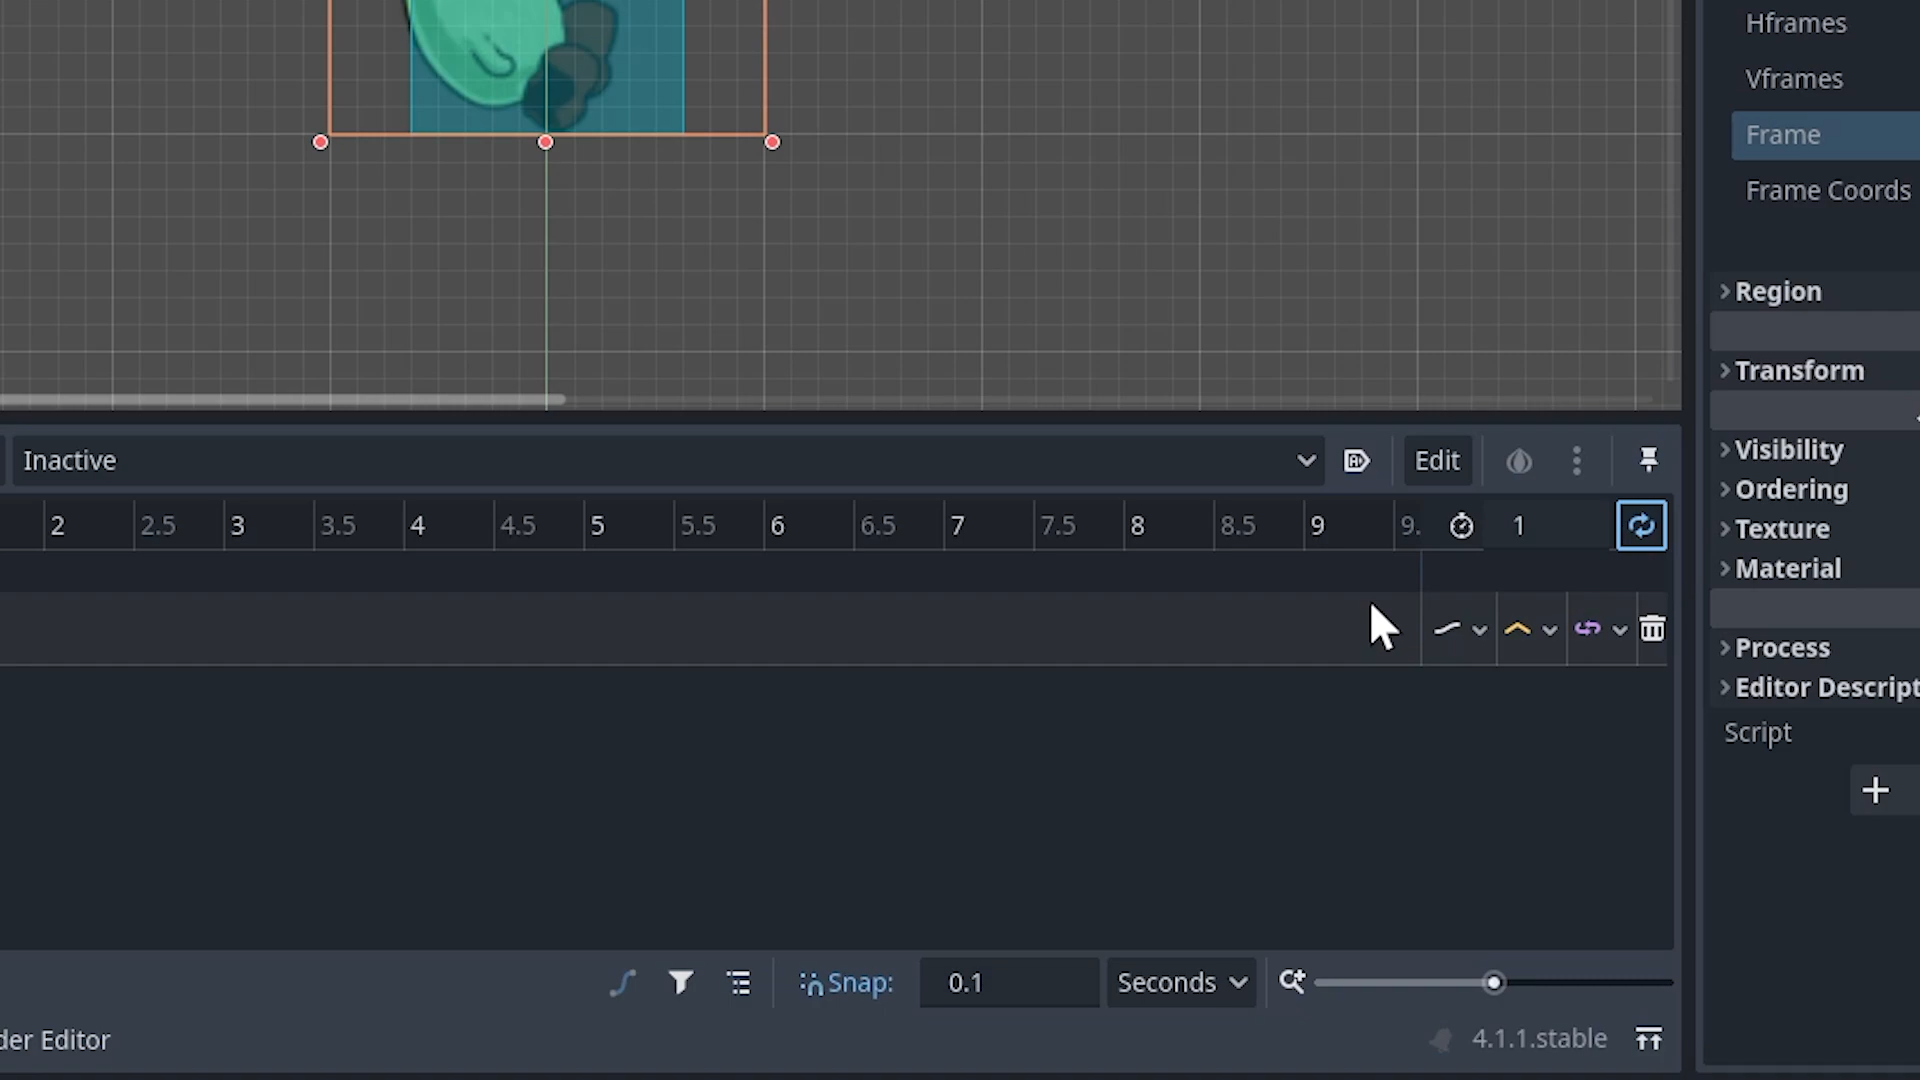 Hframes
Vframes
Frame
Frame Coords
Region
Transform
Visibility
Ordering
Texture
Material
Process
Editor Descript
Script
Inactive
Edit
2 2.5 3 3.5 4 4.5 5 5.5 6 6.5 7 7.5 8 8.5 9 9. 1
Snap: 0.1 Seconds
der Editor
4.1.1.stable